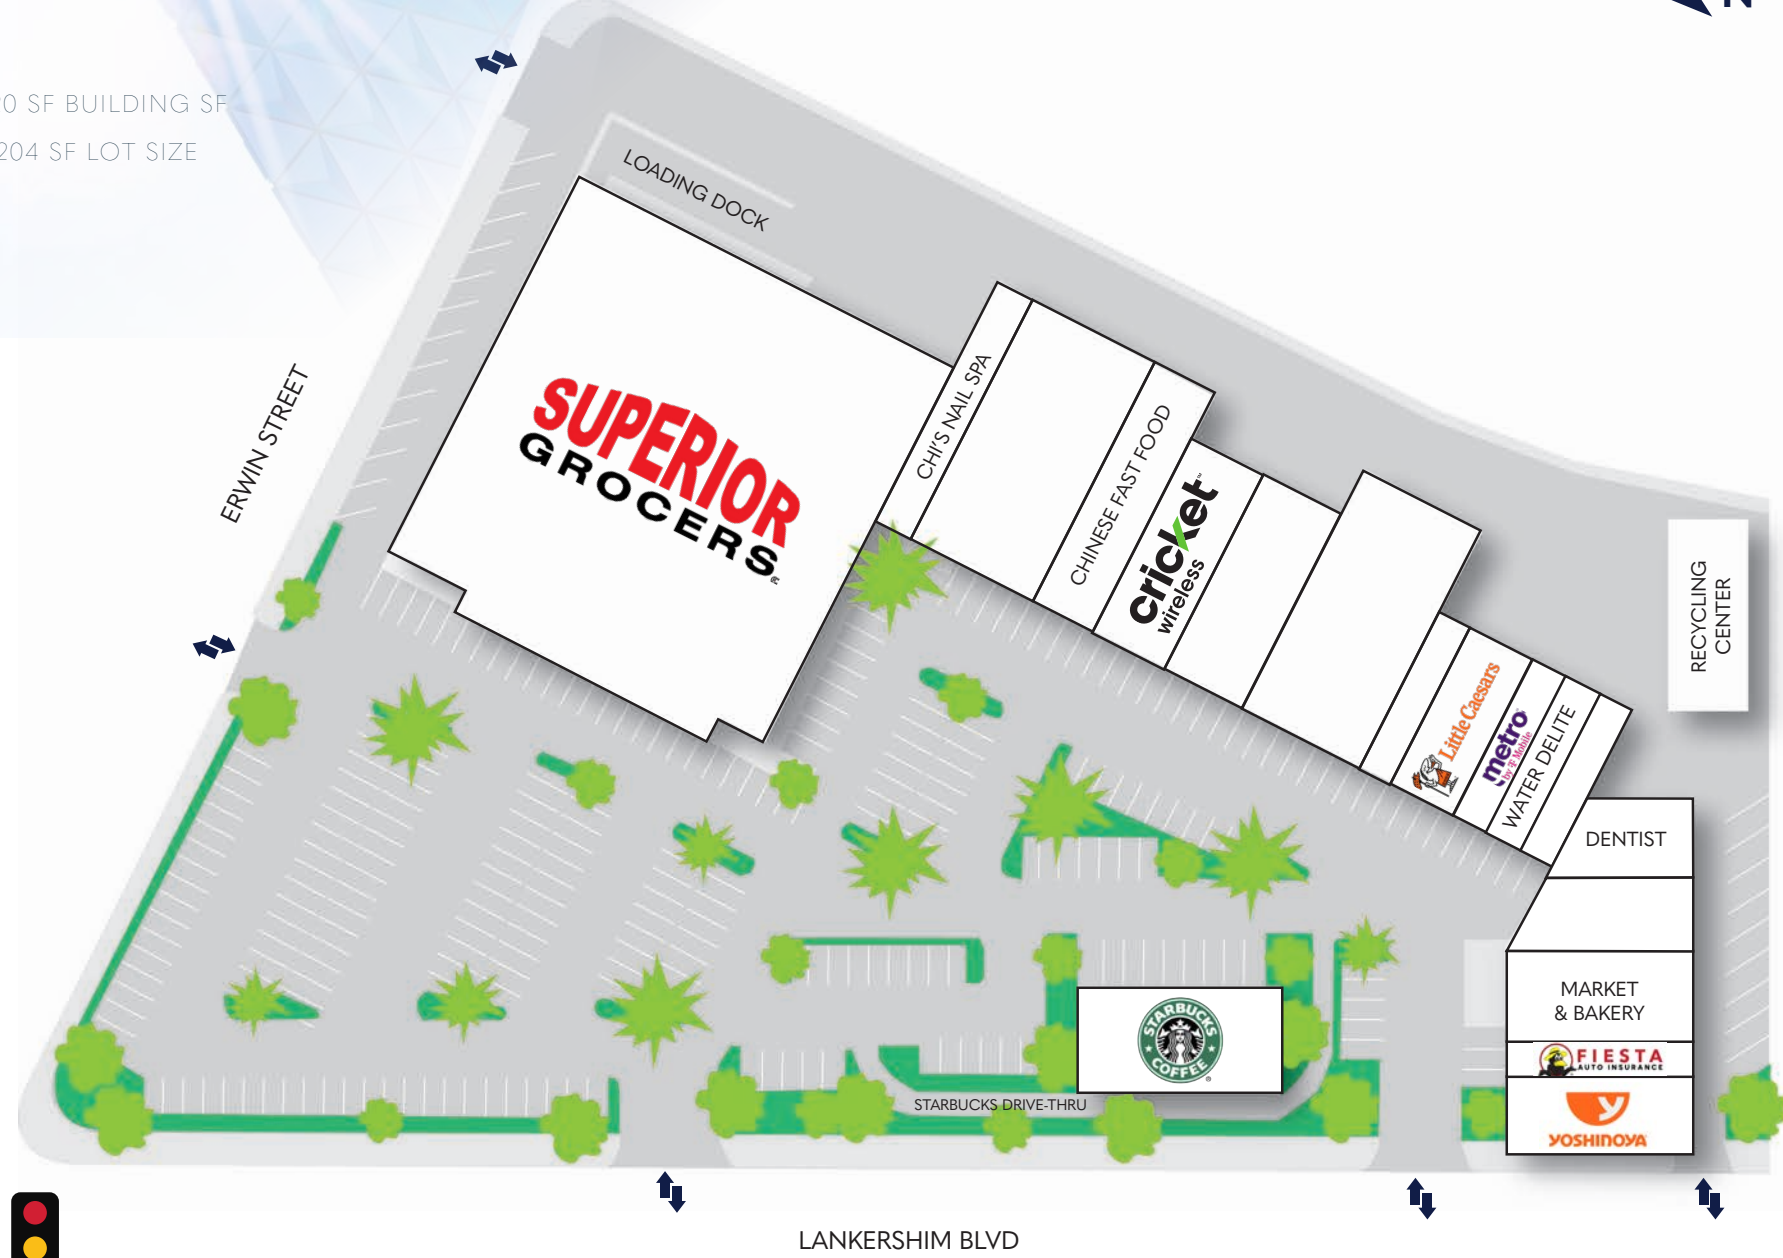 N
0 SF BUILDING SF
204 SF LOT SIZE
LOADING DOCK
ERWIN STREET
SUPERIOR
GROCERS
CHI'S NAIL SPA
CHINESE FAST FOOD
cricket
wireless
Little Caesars
metro
by T Mobile
WATER DELITE
RECYCLING
CENTER
DENTIST
MARKET
& BAKERY
FIESTA
AUTO INSURANCE
YOSHINOYA
STARBUCKS
COFFEE
STARBUCKS DRIVE-THRU
LANKERSHIM BLVD